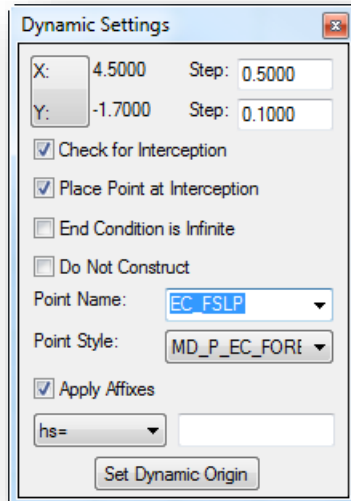 Dynamic Settings
X: 4.5000 Step: 0.5000
Y: -1.7000 Step: 0.1000
Check for Interception
Place Point at Interception
End Condition is Infinite
Do Not Construct
Point Name: EC_FSLP
Point Style: MD_P_EC_FORE
Apply Affixes
hs=
Set Dynamic Origin